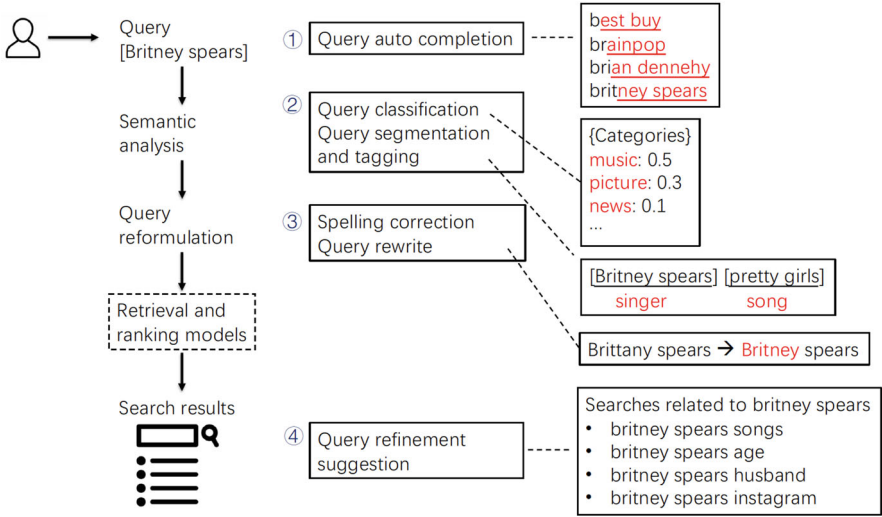 Query
[Britney spears]
Semantic
analysis
Query
reformulation
Retrieval and
ranking models
Search results
① Query auto completion
best buy
brainpop
brian dennehy
britney spears
② Query classification
Query segmentation
and tagging
{Categories}
music: 0.5
picture: 0.3
news: 0.1
...
[Britney spears] [pretty girls]
singer song
③ Spelling correction
Query rewrite
Brittany spears → Britney spears
④ Query refinement
suggestion
Searches related to britney spears
• britney spears songs
• britney spears age
• britney spears husband
• britney spears instagram